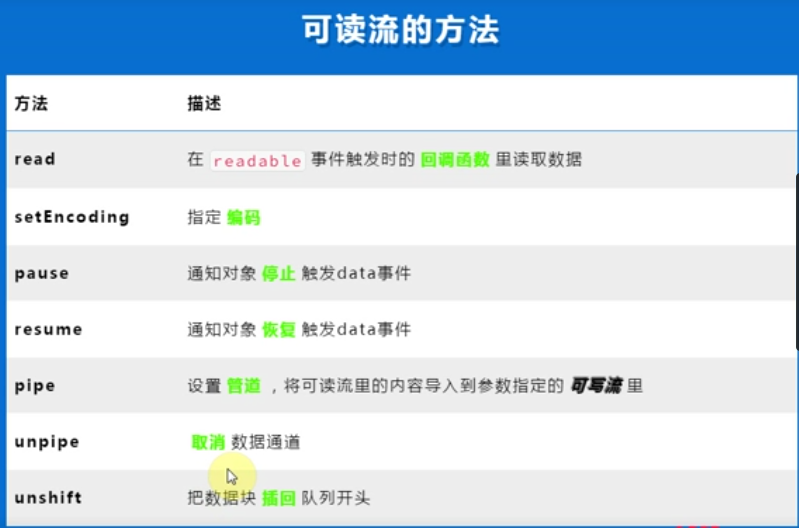 可读流的方法
方法 描述
read 在 readable 事件触发时的 回调函数 里读取数据
setEncoding 指定 编码
pause 通知对象 停止 触发data事件
resume 通知对象 恢复 触发data事件
pipe 设置 管道 ，将可读流里的内容导入到参数指定的 可写流 里
unpipe 取消 数据通道
unshift 把数据块 插回 队列开头